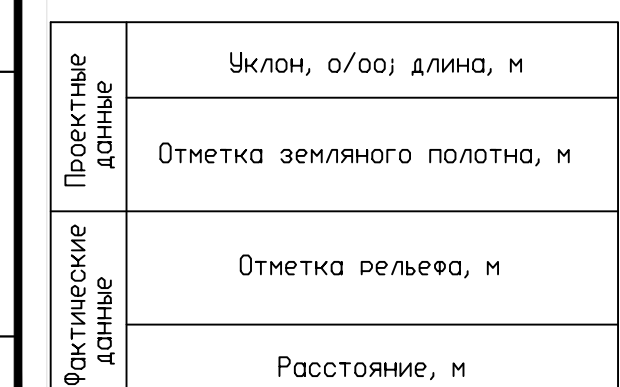 Проектные
данные
Уклон, о/оо; длина, м
Отметка земляного полотна, м
Фактические
данные
Отметка рельефа, м
Расстояние, м